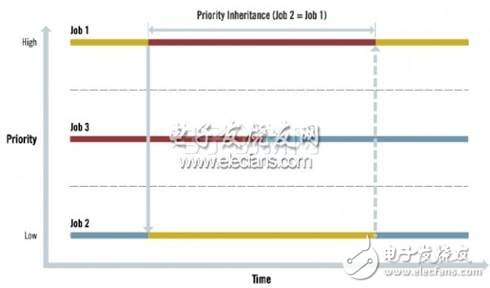 Priority Inheritance (Job 2 = Job 1)
High
Job 1
Priority
Job 3
电子发烧友网
www.elecfans.com
Low
Job 2
电子发烧友
www.elecfans.com
Time